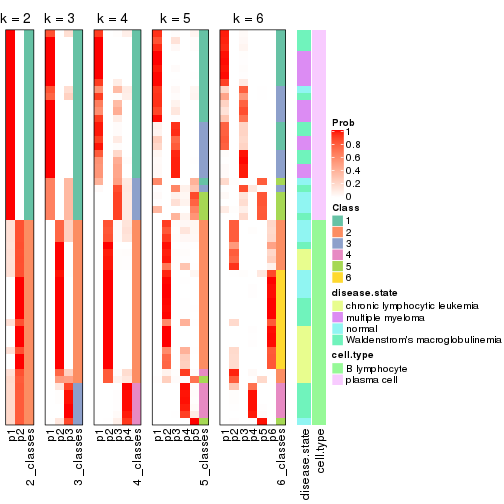 k = 2 k = 3 k = 4 k = 5 k = 6
p1 p2 2_classes p1 p2 p3 3_classes p1 p2 p3 p4 4_classes p1 p2 p3 p4 p5 5_classes p1 p2 p3 p4 p5 p6 6_classes disease.state cell.type
Prob
1
0.8
0.6
0.4
0.2
0
Class
1
2
3
4
5
6
disease.state
chronic lymphocytic leukemia
multiple myeloma
normal
Waldenstrom's macroglobulinemia
cell.type
B lymphocyte
plasma cell